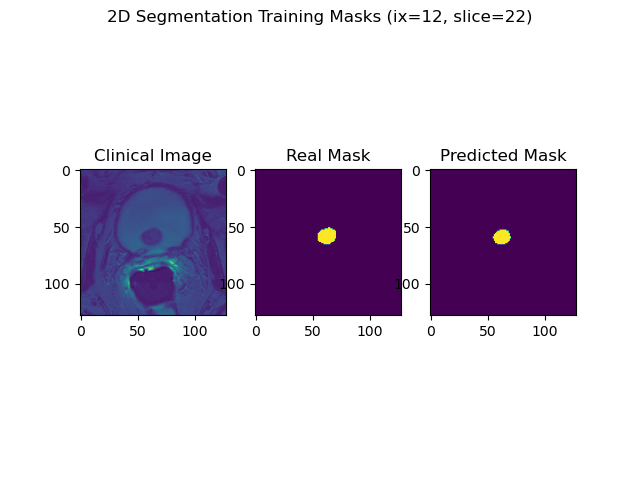 2D Segmentation Training Masks (ix=12, slice=22)
Clinical Image Real Mask Predicted Mask
0 0 0
50 50 50
100 100 100
0 50 100 0 50 100 0 50 100